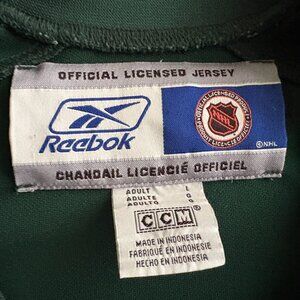 OFFICIAL LICENSED JERSEY
Reebok
NHL
©NHL
CHANDAIL LICENCIÉ OFFICIEL
ADULT L
ADULTE G
ADULTO G
CCM
MADE IN INDONESIA
FABRIQUÉ EN INDONÉSIE
HECHO EN INDONESIA